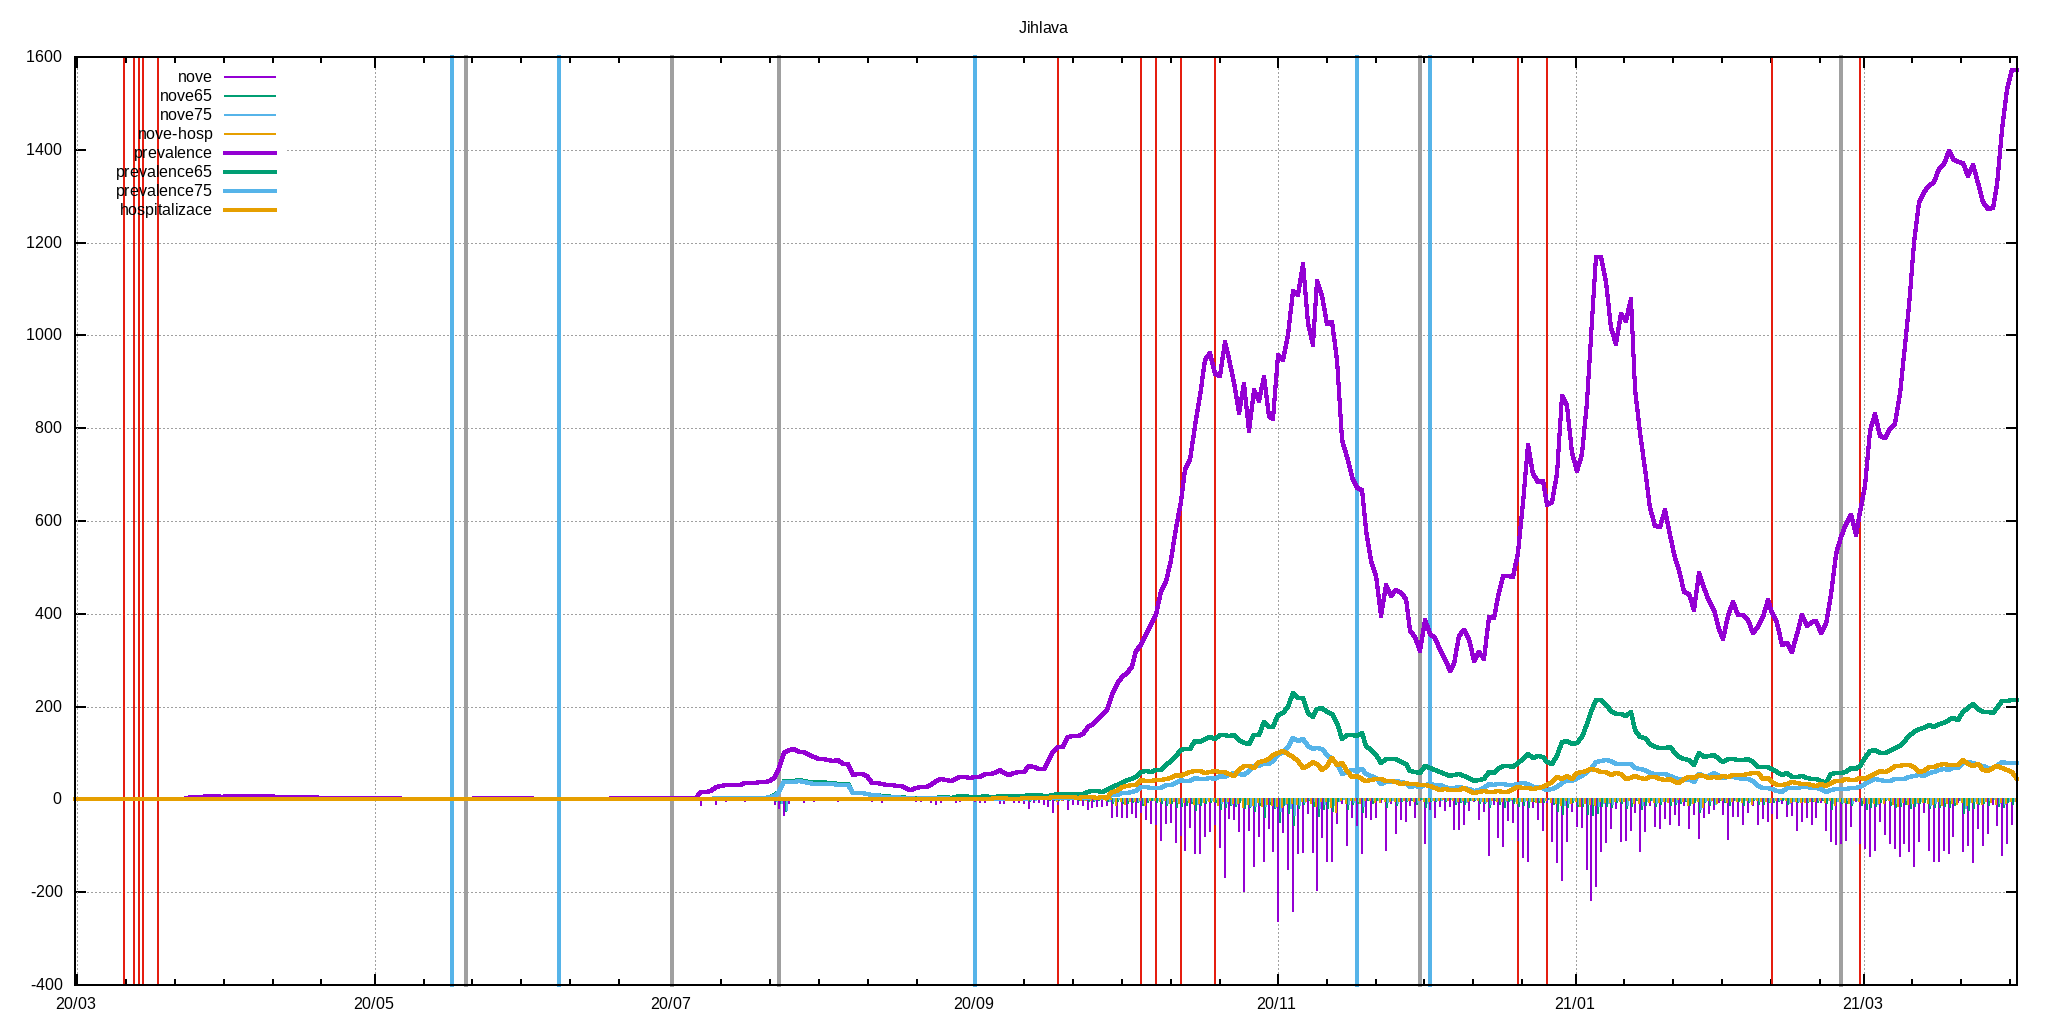 Jihlava
1600
1400
1200
1000
800
600
400
200
0
-200
-400
nove
nove65
nove75
nove-hosp
prevalence
prevalence65
prevalence75
hospitalizace
20/03 20/05 20/07 20/09 20/11 21/01 21/03